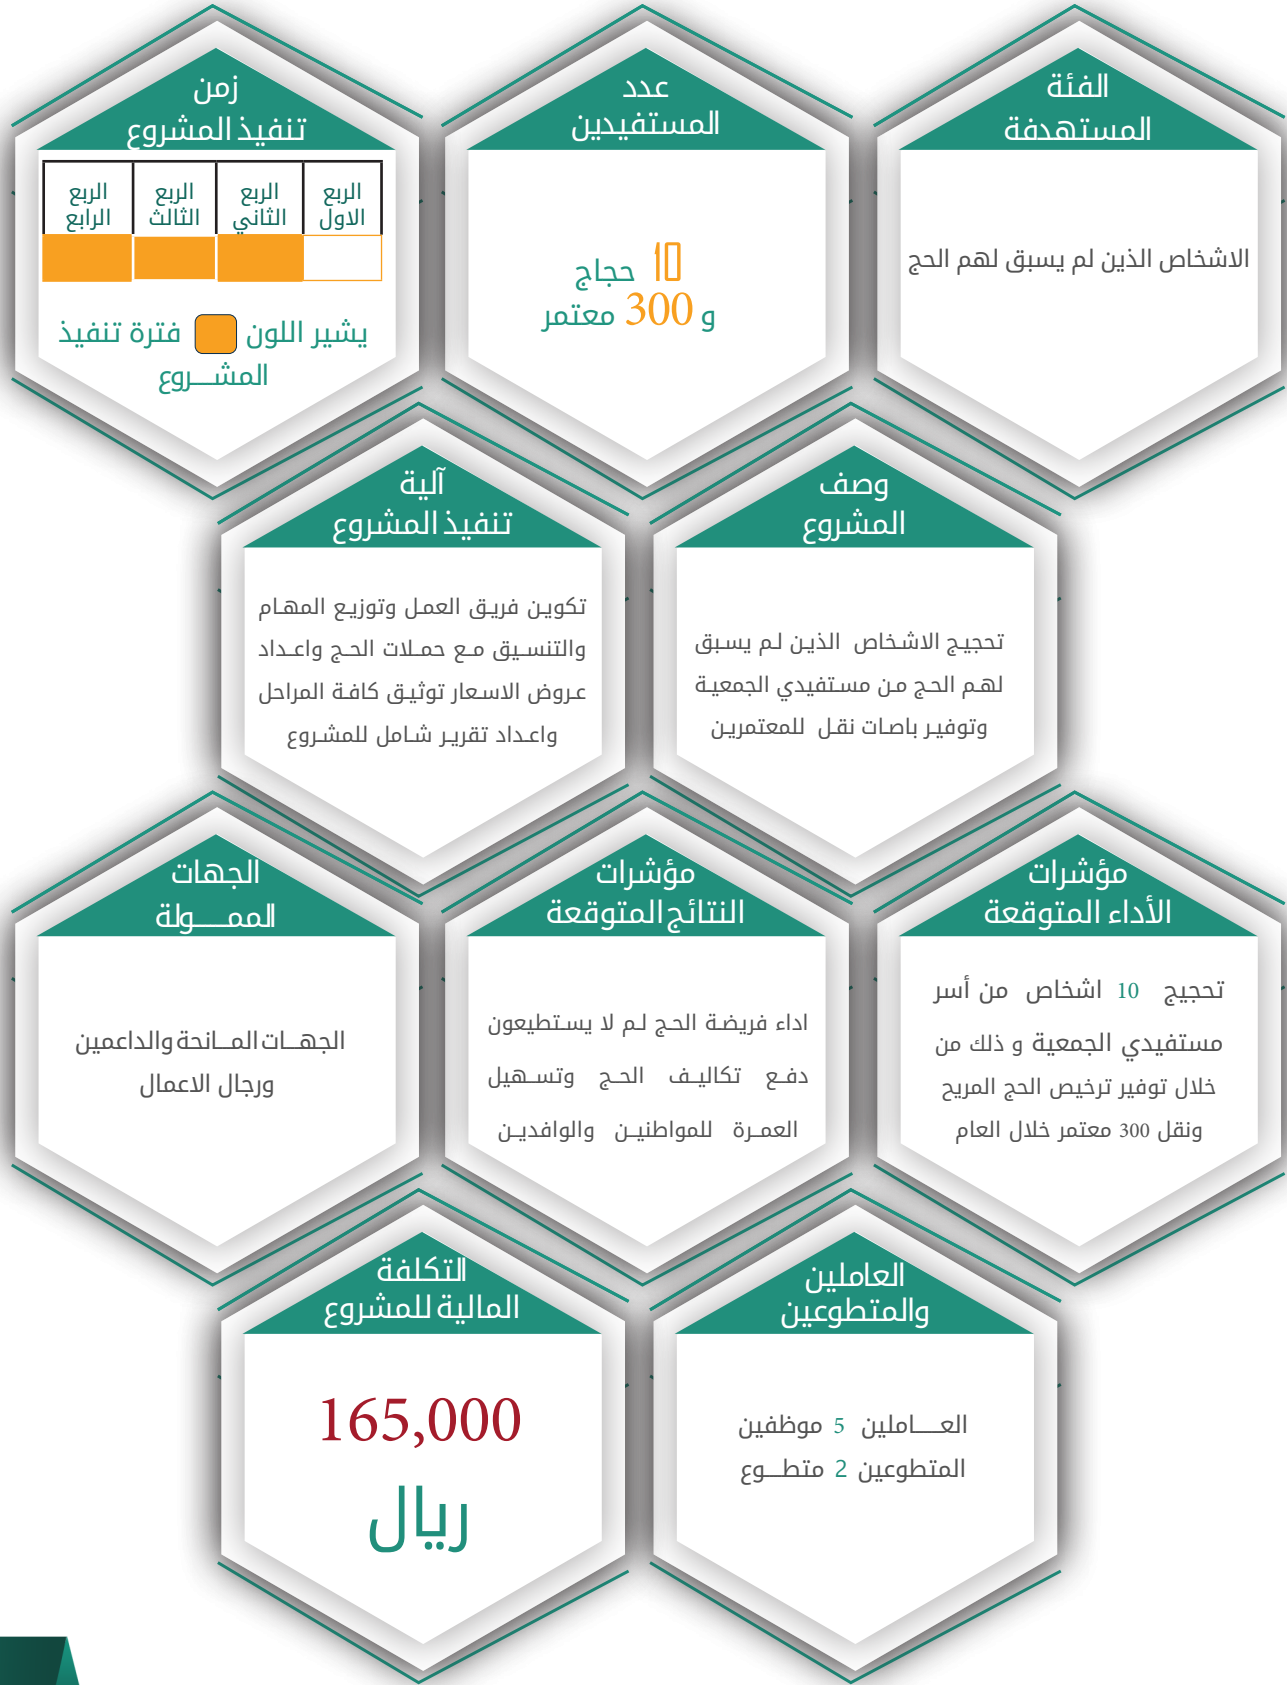 الفئة
المستهدفة
الاشخاص الذين لم يسبق لهم الحج
عدد
المستفيدين
10 حجاج
و 300 معتمر
زمن
تنفيذ المشروع
الربع الاول
الربع الثاني
الربع الثالث
الربع الرابع
يشير اللون فترة تنفيذ
المشـــروع
وصف
المشروع
تحجيج الاشخاص الذين لم يسبق
لهم الحج من مستفيدي الجمعية
وتوفير باصات نقل للمعتمرين
آلية
تنفيذ المشروع
تكوين فريق العمل وتوزيع المهام
والتنسيق مع حملات الحج واعداد
عروض الاسعار توثيق كافة المراحل
واعداد تقرير شامل للمشروع
مؤشرات
الأداء المتوقعة
تحجيج 10 اشخاص من أسر
مستفيدي الجمعية و ذلك من
خلال توفير ترخيص الحج المريح
ونقل 300 معتمر خلال العام
مؤشرات
النتائج المتوقعة
اداء فريضة الحج لم لا يستطيعون
دفع تكاليف الحج وتسهيل
العمرة للمواطنين والوافدين
الجهات
الممـــولة
الجهــات المــانحة والداعمين
ورجال الاعمال
العاملين
والمتطوعين
العـــاملين 5 موظفين
المتطوعين 2 متطــوع
التكلفة
المالية للمشروع
165,000
ريال